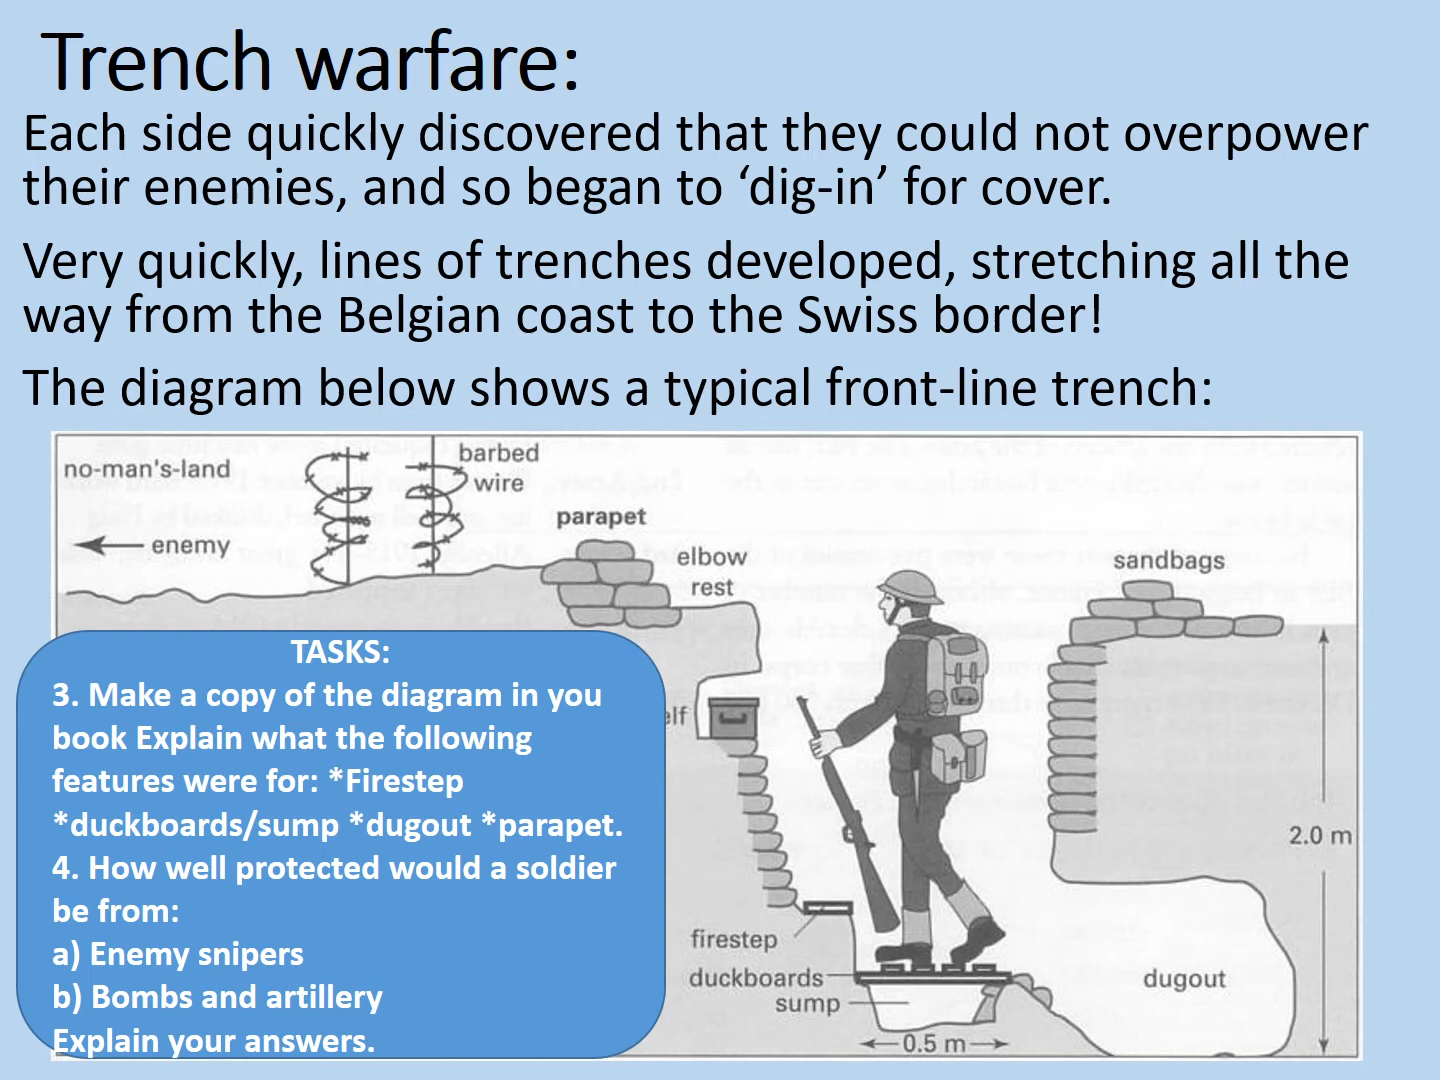 Trench warfare:
Each side quickly discovered that they could not overpower
their enemies, and so began to ‘dig-in’ for cover.
Very quickly, lines of trenches developed, stretching all the
way from the Belgian coast to the Swiss border!
The diagram below shows a typical front-line trench:
no-man's-land
enemy
barbed
wire
parapet
elbow
rest
sandbags
elf
2.0 m
firestep
duckboards
sump
0.5 m
dugout
TASKS:
3. Make a copy of the diagram in you
book Explain what the following
features were for: *Firestep
*duckboards/sump *dugout *parapet.
4. How well protected would a soldier
be from:
a) Enemy snipers
b) Bombs and artillery
Explain your answers.